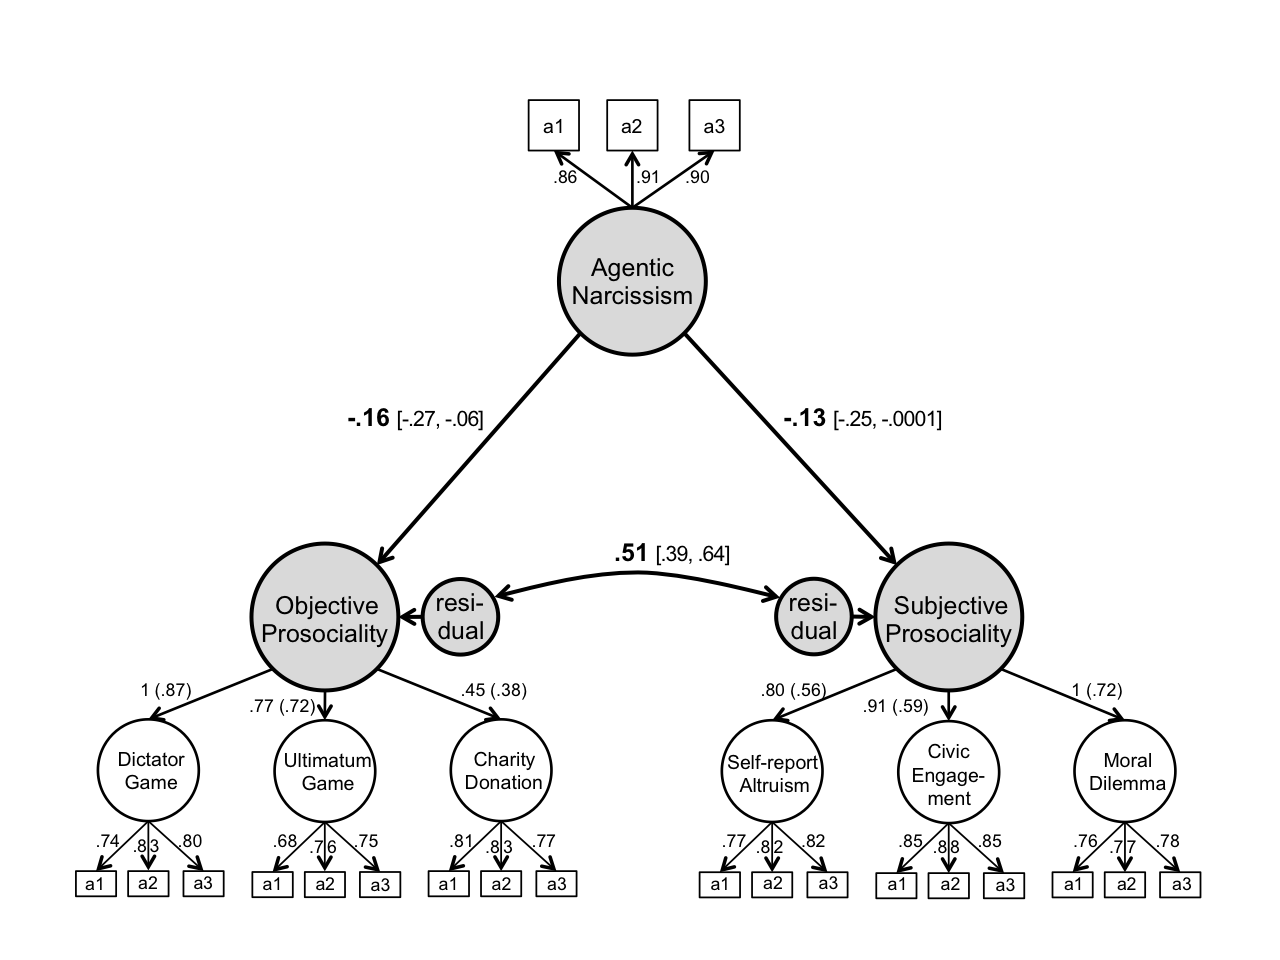 a1
a2
a3
.86
.91
.90
Agentic
Narcissism
-.16 [-.27, -.06]
-.13 [-.25, -.0001]
.51 [.39, .64]
Objective
Prosociality
resi-
dual
resi-
dual
Subjective
Prosociality
1 (.87)
.77 (.72)
.45 (.38)
.80 (.56)
.91 (.59)
1 (.72)
Dictator
Game
Ultimatum
Game
Charity
Donation
Self-report
Altruism
Civic
Engage-
ment
Moral
Dilemma
.74
.83
.80
.68
.76
.75
.81
.83
.77
.77
.82
.82
.85
.88
.85
.76
.77
.78
a1
a2
a3
a1
a2
a3
a1
a2
a3
a1
a2
a3
a1
a2
a3
a1
a2
a3